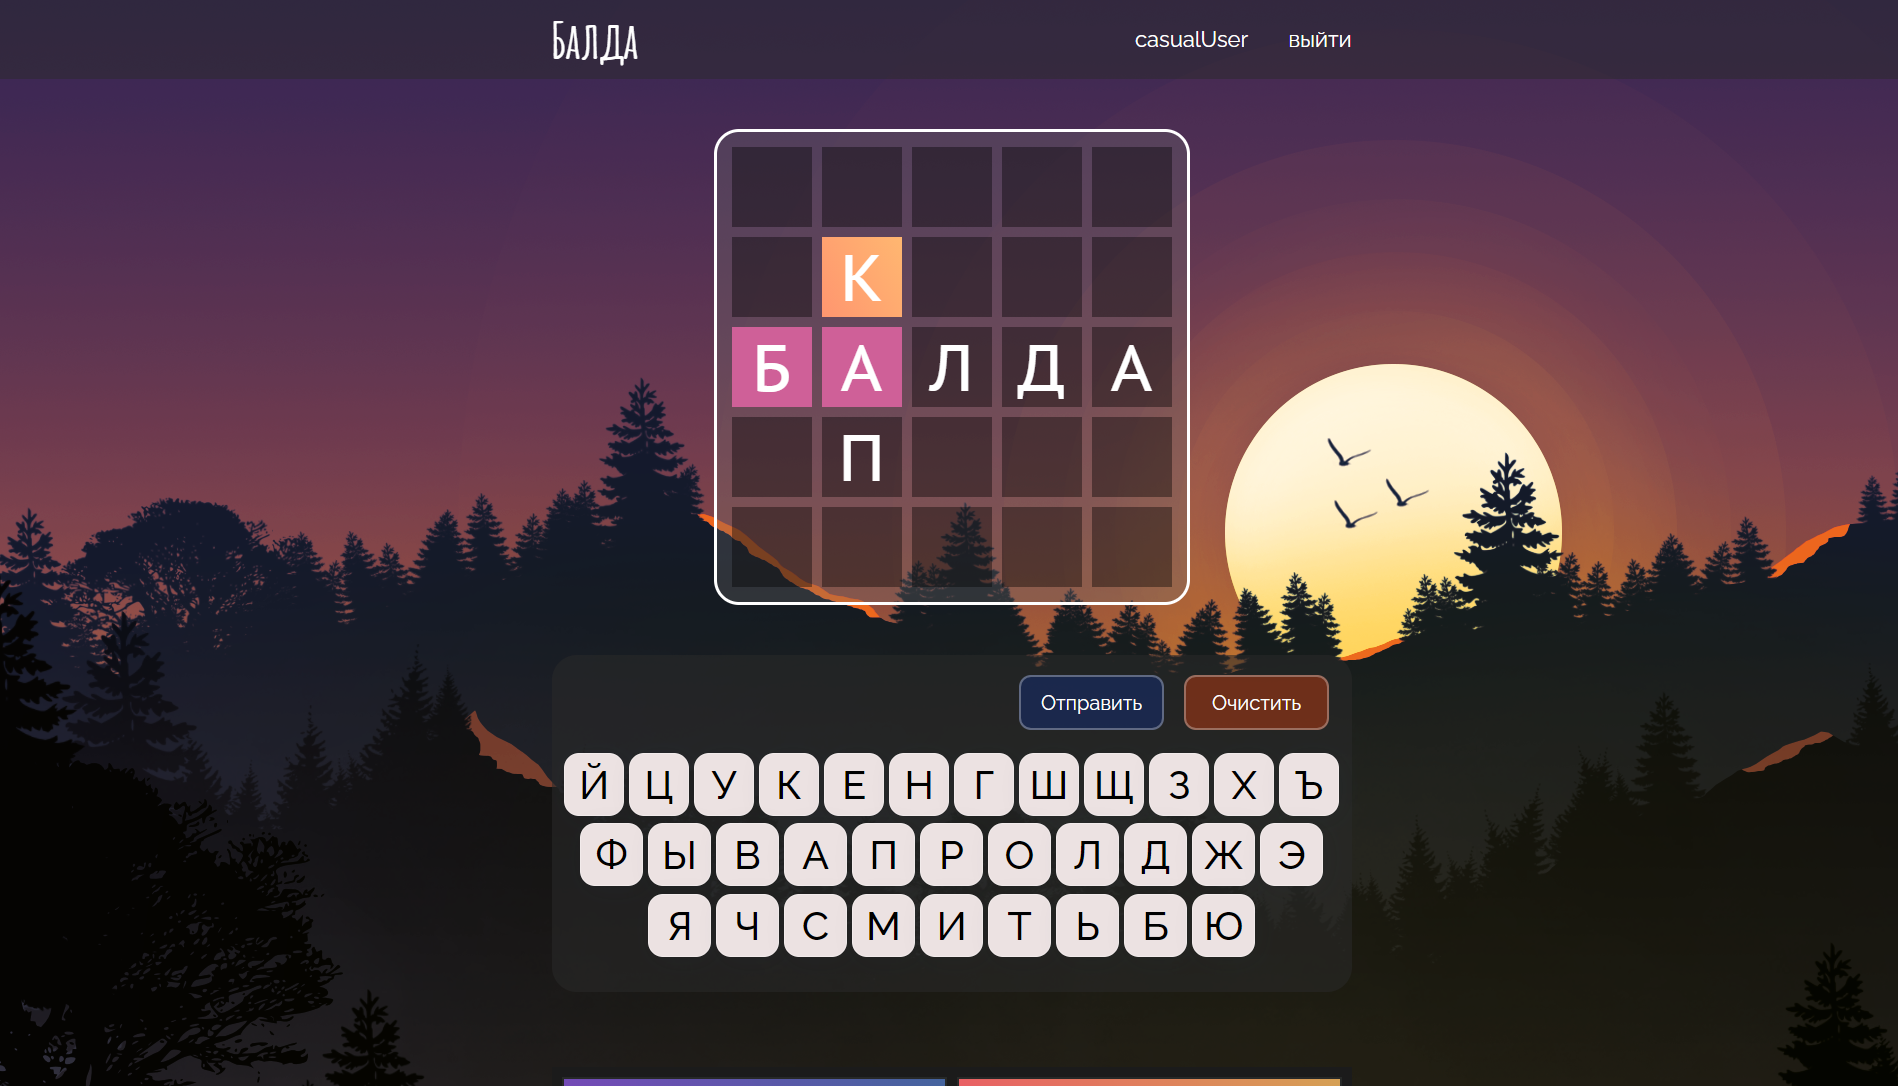 Балда
casualUser выйти
К
Б А Л Д А
П
Отправить Очистить
Й Ц У К Е Н Г Ш Щ З Х Ъ
Ф Ы В А П Р О Л Д Ж Э
Я Ч С М И Т Ь Б Ю